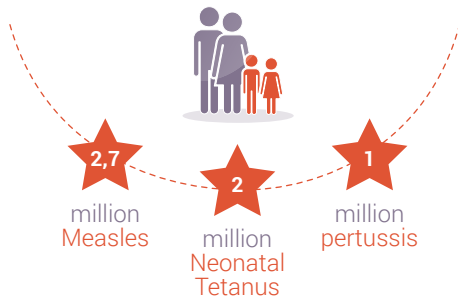 2,7
million
Measles
2
million
Neonatal
Tetanus
1
million
pertussis